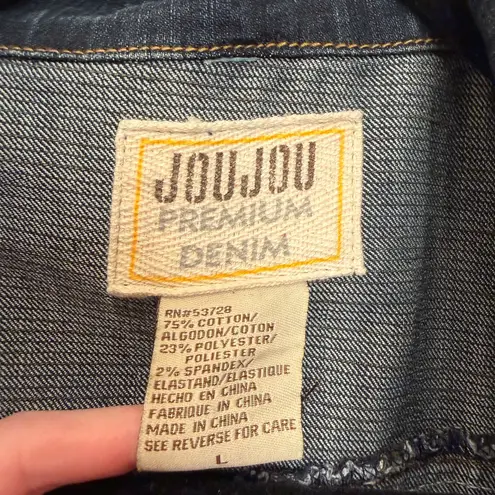 JOUJOU
PREMIUM
DENIM
RN#53728
75% COTTON/
ALGODON/COTON
23% POLYESTER/
POLIESTER
2% SPANDEX/
ELASTAND/ELASTIQUE
HECHO EN CHINA
FABRIQUE IN CHINA
MADE IN CHINA
SEE REVERSE FOR CARE
L